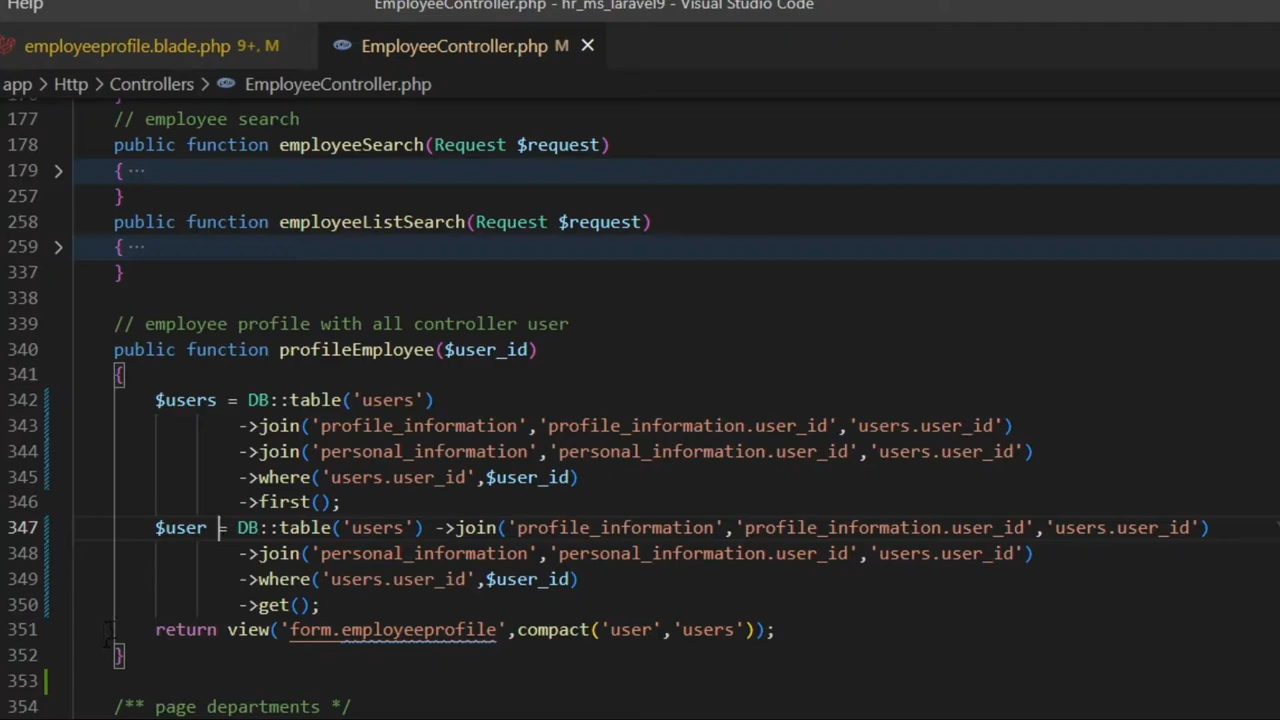 Help EmployeeController.php - hr_ms_laravel9 - Visual Studio Code
employeeprofile.blade.php 9+, M EmployeeController.php M
app > Http > Controllers > EmployeeController.php
176 }
177 // employee search
178 public function employeeSearch(Request $request)
179 { ···
257 }
258 public function employeeListSearch(Request $request)
259 { ···
337 }
338
339 // employee profile with all controller user
340 public function profileEmployee($user_id)
341 {
342 $users = DB::table('users')
343 ->join('profile_information','profile_information.user_id','users.user_id')
344 ->join('personal_information','personal_information.user_id','users.user_id')
345 ->where('users.user_id',$user_id)
346 ->first();
347 $user = DB::table('users') ->join('profile_information','profile_information.user_id','users.user_id')
348 ->join('personal_information','personal_information.user_id','users.user_id')
349 ->where('users.user_id',$user_id)
350 ->get();
351 return view('form.employeeprofile',compact('user','users'));
352 }
353
354 /** page departments */